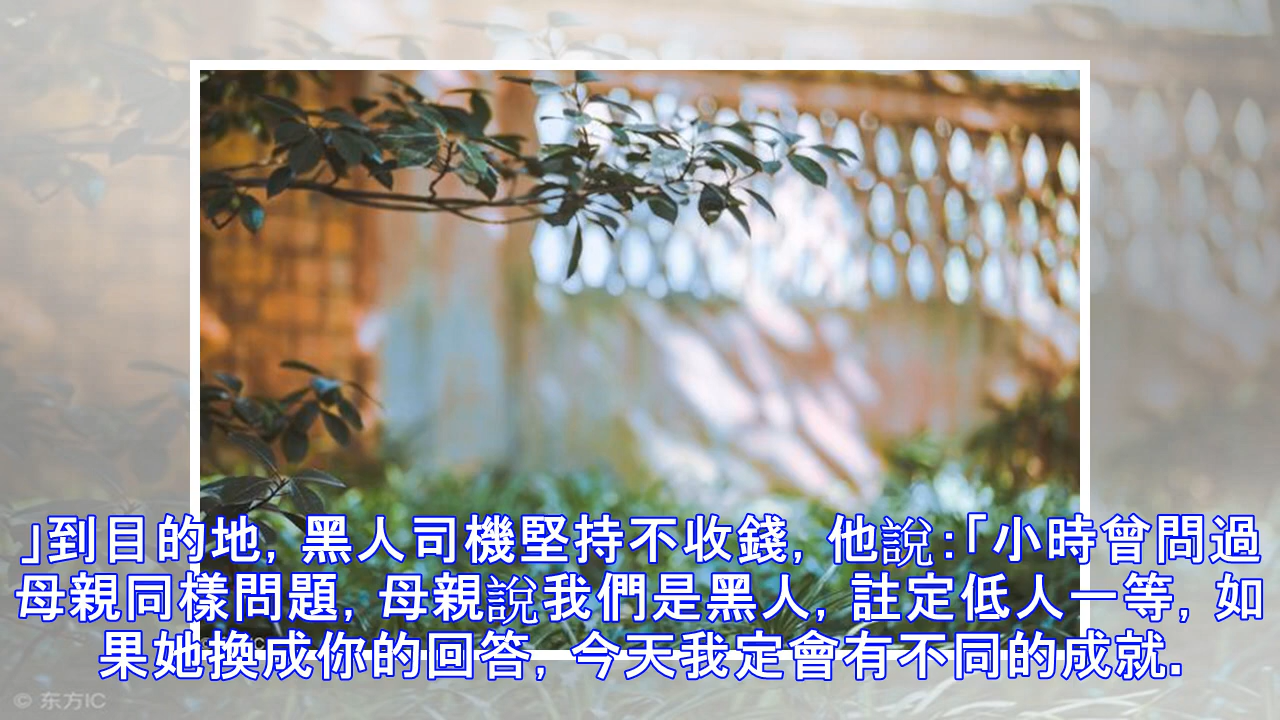 」到目的地, 黑人司機堅持不收錢, 他說:「小時曾問過
母親同樣問題, 母親說我們是黑人, 註定低人一等, 如
果她換成你的回答, 今天我定會有不同的成就.
© 东方IC